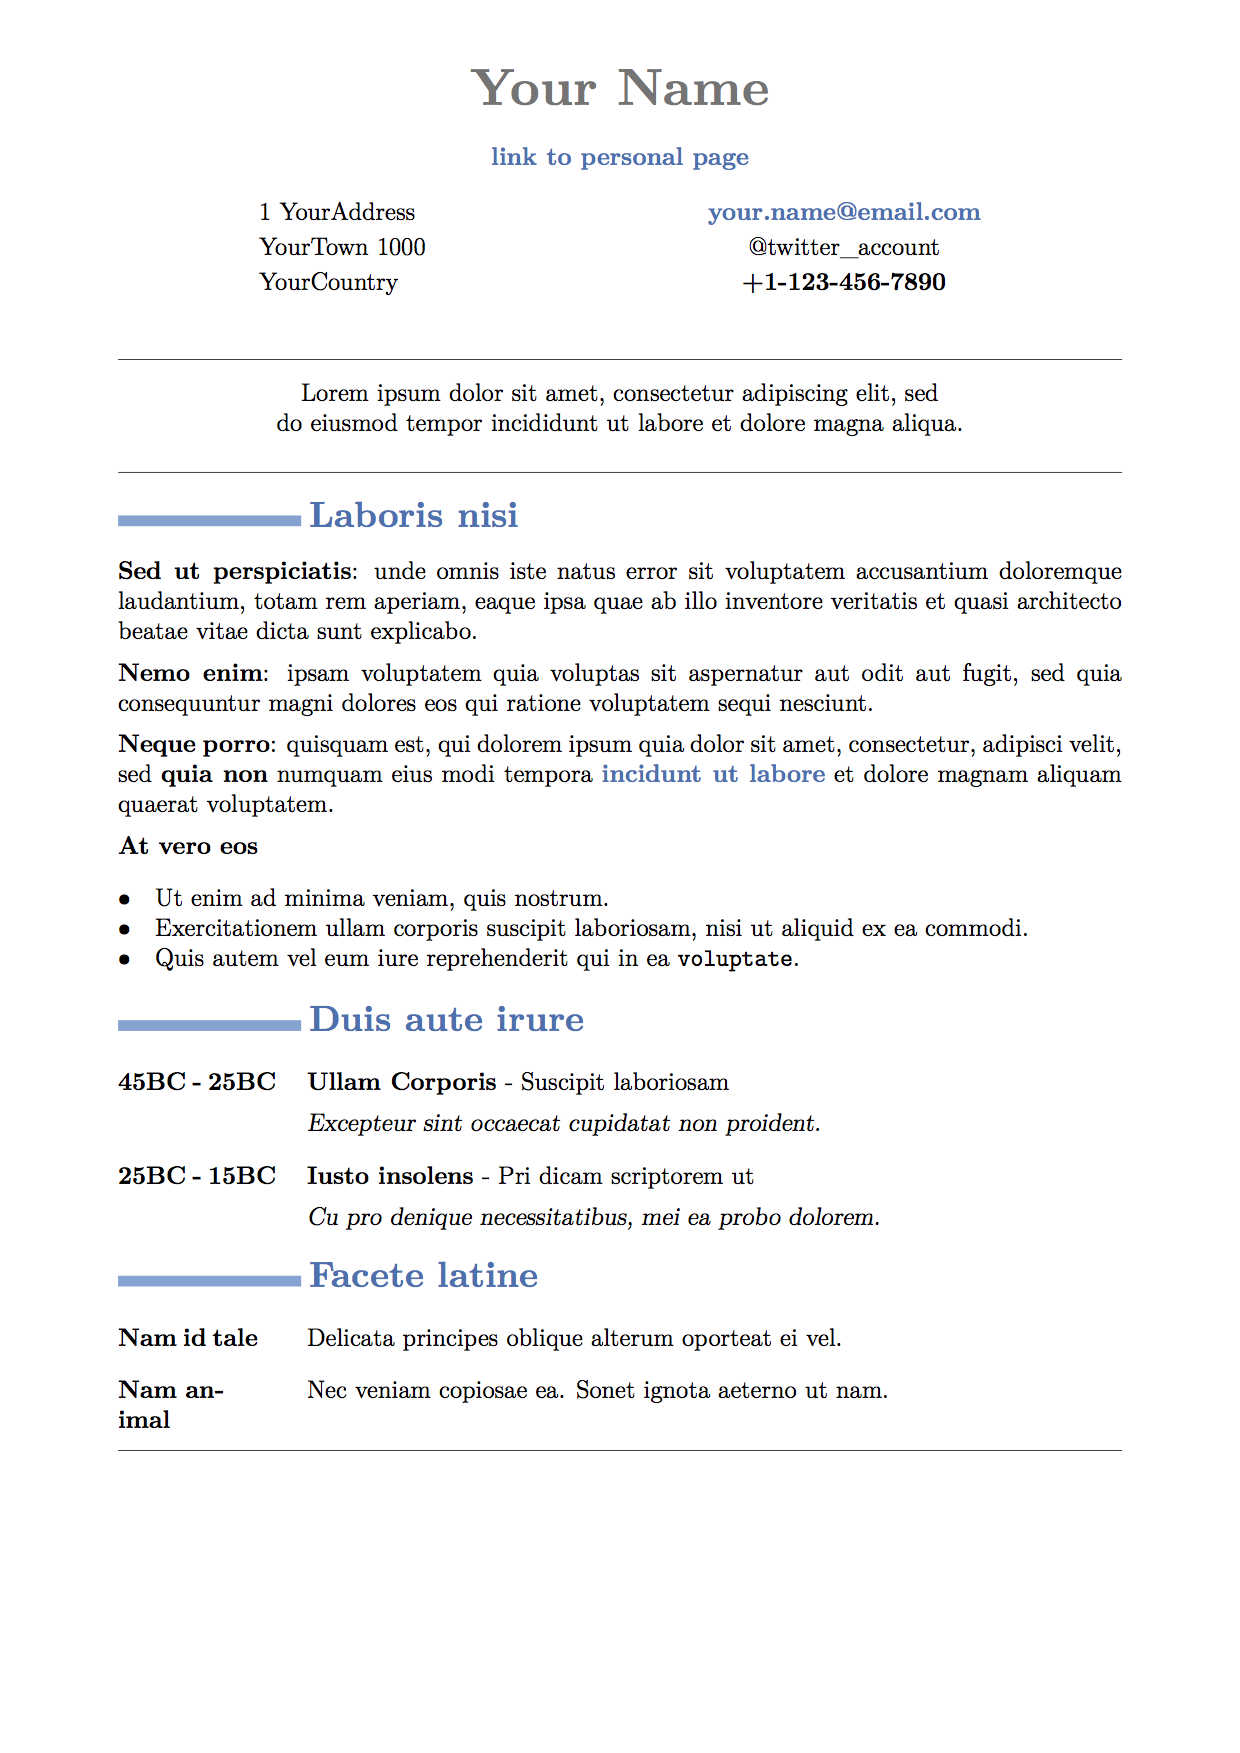 Your Name
link to personal page
1 YourAddress
YourTown 1000
YourCountry
your.name@email.com
@twitter_account
+1-123-456-7890
Lorem ipsum dolor sit amet, consectetur adipiscing elit, sed
do eiusmod tempor incididunt ut labore et dolore magna aliqua.
Laboris nisi
Sed ut perspiciatis: unde omnis iste natus error sit voluptatem accusantium doloremque
laudantium, totam rem aperiam, eaque ipsa quae ab illo inventore veritatis et quasi architecto
beatae vitae dicta sunt explicabo.
Nemo enim: ipsam voluptatem quia voluptas sit aspernatur aut odit aut fugit, sed quia
consequuntur magni dolores eos qui ratione voluptatem sequi nesciunt.
Neque porro: quisquam est, qui dolorem ipsum quia dolor sit amet, consectetur, adipisci velit,
sed quia non numquam eius modi tempora incidunt ut labore et dolore magnam aliquam
quaerat voluptatem.
At vero eos
• Ut enim ad minima veniam, quis nostrum.
• Exercitationem ullam corporis suscipit laboriosam, nisi ut aliquid ex ea commodi.
• Quis autem vel eum iure reprehenderit qui in ea voluptate.
Duis aute irure
45BC - 25BC Ullam Corporis - Suscipit laboriosam
Excepteur sint occaecat cupidatat non proident.
25BC - 15BC Iusto insolens - Pri dicam scriptorem ut
Cu pro denique necessitatibus, mei ea probo dolorem.
Facete latine
Nam id tale Delicata principes oblique alterum oporteat ei vel.
Nam an- Nec veniam copiosae ea. Sonet ignota aeterno ut nam.
imal